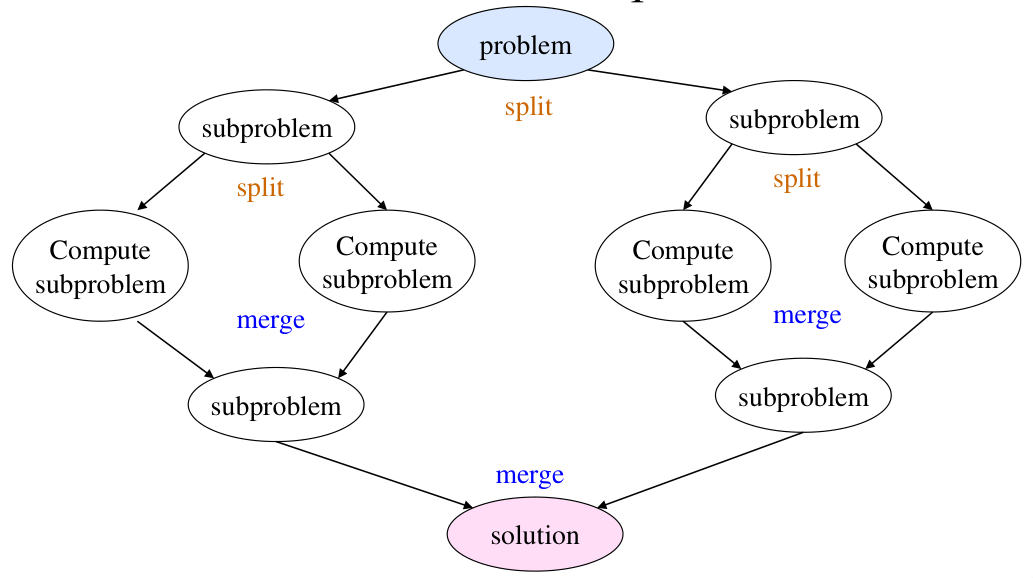 problem
split
subproblem
subproblem
split
split
Compute
subproblem
Compute
subproblem
Compute
subproblem
Compute
subproblem
merge
merge
subproblem
subproblem
merge
solution